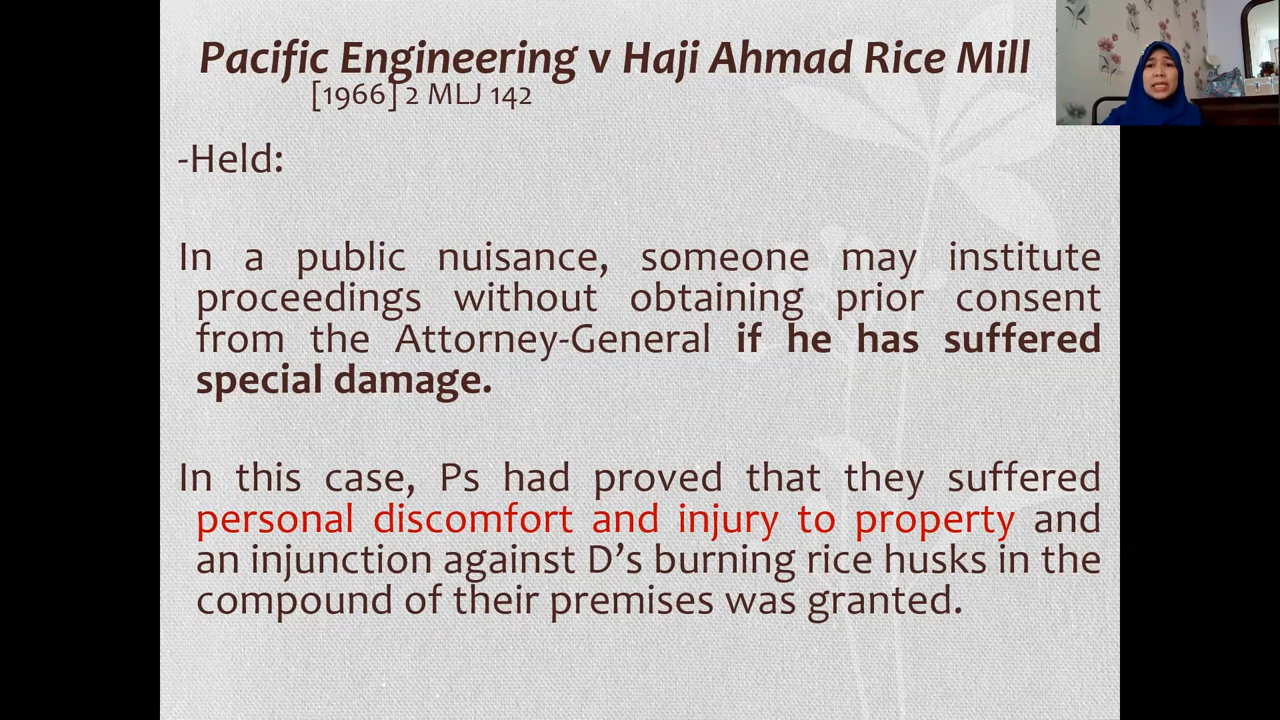 Pacific Engineering v Haji Ahmad Rice Mill
[1966] 2 MLJ 142
-Held:
In a public nuisance, someone may institute
proceedings without obtaining prior consent
from the Attorney-General if he has suffered
special damage.
In this case, Ps had proved that they suffered
personal discomfort and injury to property and
an injunction against D’s burning rice husks in the
compound of their premises was granted.